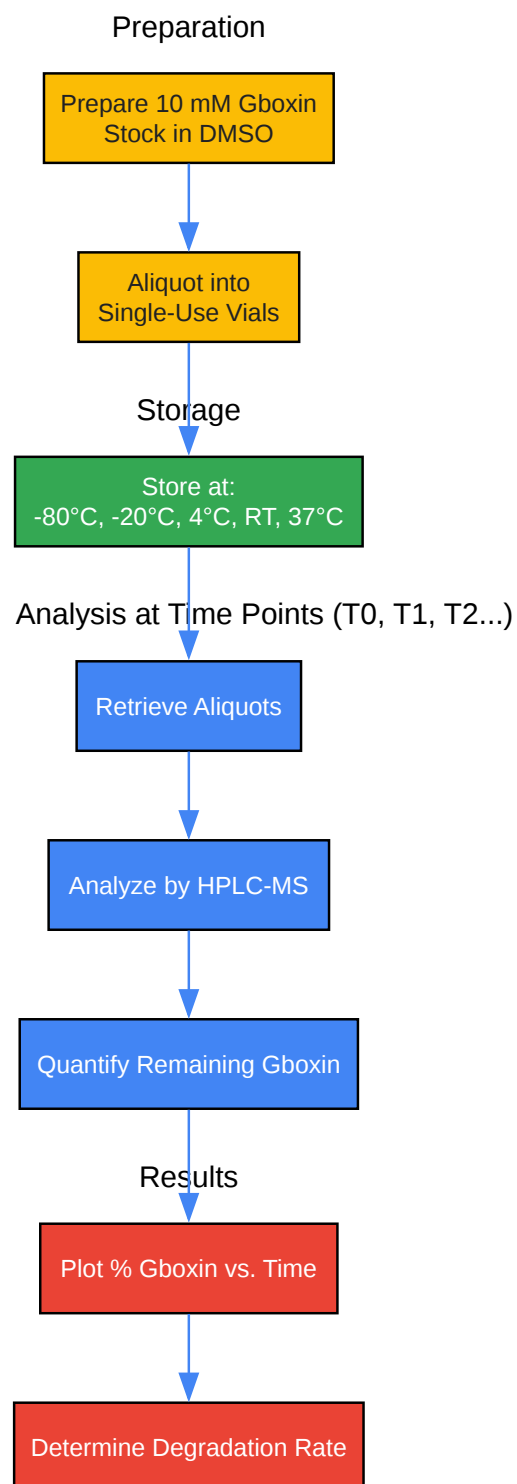 Preparation
Prepare 10 mM Gboxin
Stock in DMSO
Aliquot into
Single-Use Vials
Storage
Store at:
-80°C, -20°C, 4°C, RT, 37°C
Analysis at Time Points (T0, T1, T2...)
Retrieve Aliquots
Analyze by HPLC-MS
Quantify Remaining Gboxin
Results
Plot % Gboxin vs. Time
Determine Degradation Rate